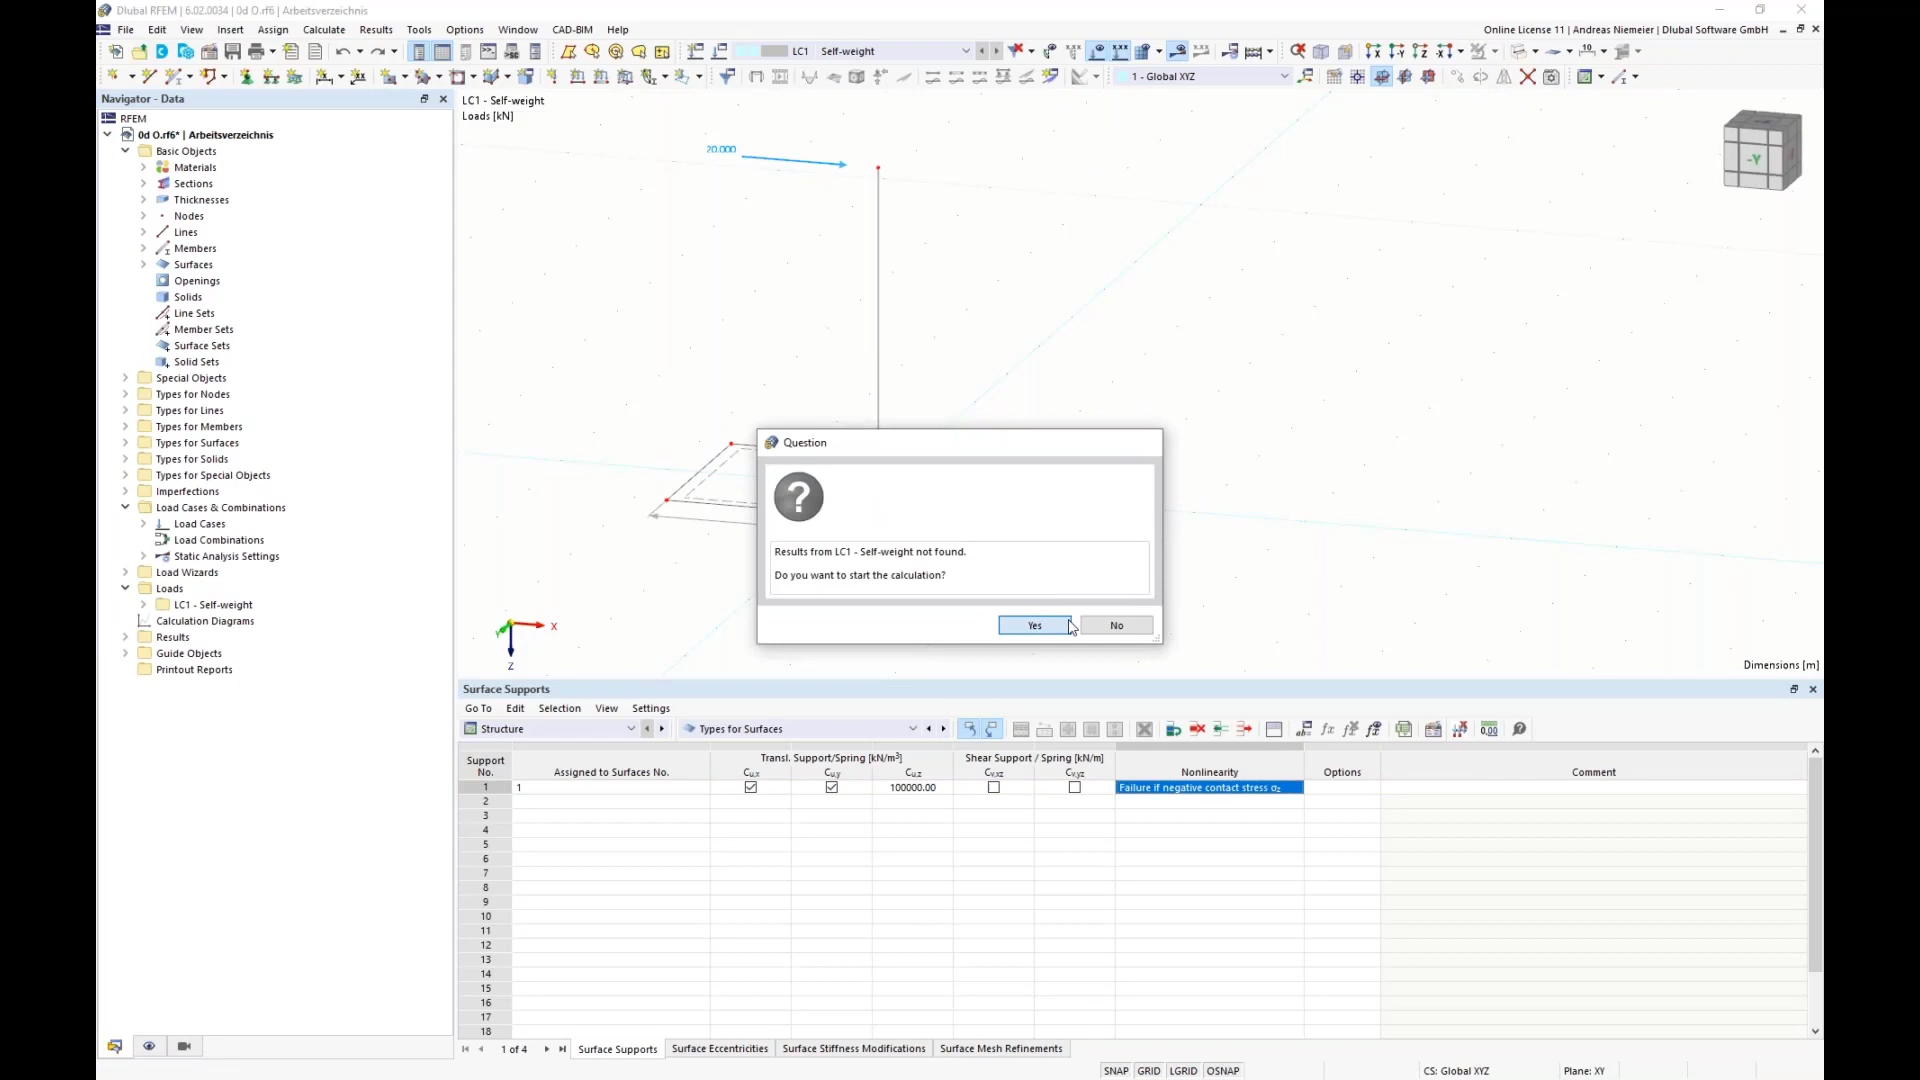 Dlubal RFEM | 6.02.0034 | 0d O.rf6 | Arbeitsverzeichnis
File Edit View Insert Assign Calculate Results Tools Options Window CAD-BIM Help
Online License 11 | Andreas Niemeier | Dlubal Software GmbH
LC1 Self-weight
1 - Global XYZ
Navigator - Data
RFEM
0d O.rf6* | Arbeitsverzeichnis
Basic Objects
Materials
Sections
Thicknesses
Nodes
Lines
Members
Surfaces
Openings
Solids
Line Sets
Member Sets
Surface Sets
Solid Sets
Special Objects
Types for Nodes
Types for Lines
Types for Members
Types for Surfaces
Types for Solids
Types for Special Objects
Imperfections
Load Cases & Combinations
Load Cases
Load Combinations
Static Analysis Settings
Load Wizards
Loads
LC1 - Self-weight
Calculation Diagrams
Results
Guide Objects
Printout Reports
LC1 - Self-weight
Loads [kN]
20.000
-Y
Question
?
Results from LC1 - Self-weight not found.
Do you want to start the calculation?
Yes No
X
Y
Z
Dimensions [m]
Surface Supports
Go To Edit Selection View Settings
Structure
Types for Surfaces
Support No.
Assigned to Surfaces No.
Transl. Support/Spring [kN/m³]
Cu,x Cu,y Cu,z
Shear Support / Spring [kN/m]
Cv,xz Cv,yz
Nonlinearity
Options
Comment
1 1 100000.00 Failure if negative contact stress σz
2
3
4
5
6
7
8
9
10
11
12
13
14
15
16
17
18
1 of 4
Surface Supports Surface Eccentricities Surface Stiffness Modifications Surface Mesh Refinements
SNAP GRID LGRID OSNAP
CS: Global XYZ
Plane: XY